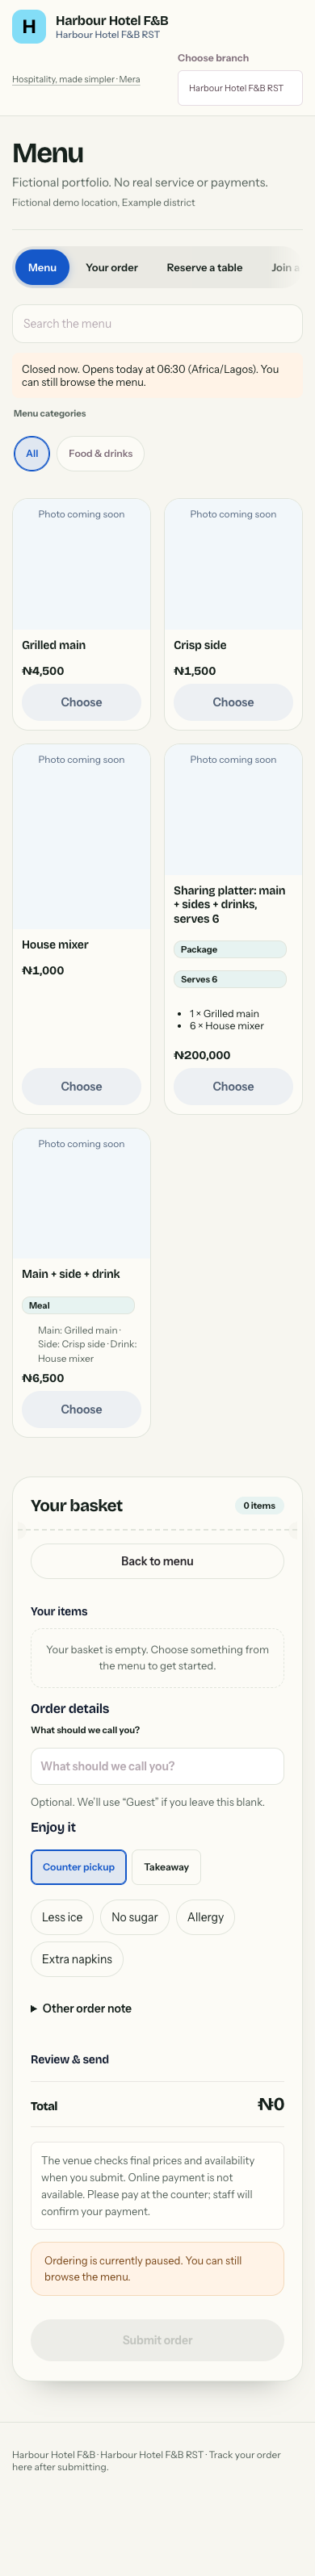 H
Harbour Hotel F&B
Harbour Hotel F&B RST
Hospitality, made simpler · Mera
Choose branch
Harbour Hotel F&B RST
Menu
Fictional portfolio. No real service or payments.
Fictional demo location, Example district
Menu
Your order
Reserve a table
Join a
Search the menu
Closed now. Opens today at 06:30 (Africa/Lagos). You
can still browse the menu.
Menu categories
All
Food & drinks
Photo coming soon
Grilled main
₦4,500
Choose
Photo coming soon
Crisp side
₦1,500
Choose
Photo coming soon
House mixer
₦1,000
Choose
Photo coming soon
Sharing platter: main
+ sides + drinks,
serves 6
Package
Serves 6
• 1 × Grilled main
• 6 × House mixer
₦200,000
Choose
Photo coming soon
Main + side + drink
Meal
Main: Grilled main ·
Side: Crisp side · Drink:
House mixer
₦6,500
Choose
Your basket
0 items
Back to menu
Your items
Your basket is empty. Choose something from
the menu to get started.
Order details
What should we call you?
What should we call you?
Optional. We'll use “Guest” if you leave this blank.
Enjoy it
Counter pickup
Takeaway
Less ice
No sugar
Allergy
Extra napkins
Other order note
Review & send
Total
₦0
The venue checks final prices and availability
when you submit. Online payment is not
available. Please pay at the counter; staff will
confirm your payment.
Ordering is currently paused. You can still
browse the menu.
Submit order
Harbour Hotel F&B · Harbour Hotel F&B RST · Track your order
here after submitting.